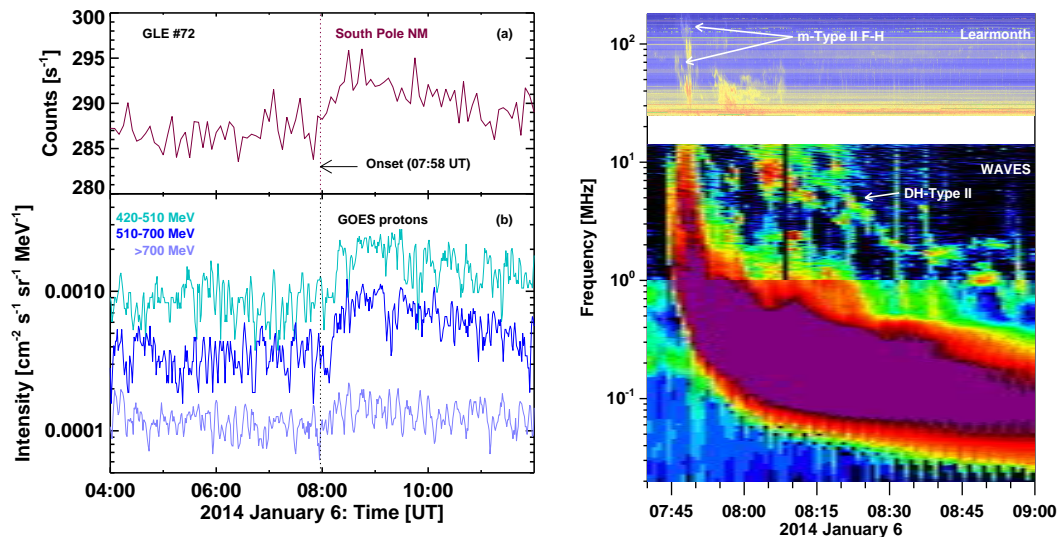 GLE #72
South Pole NM
(a)
Counts [s⁻¹]
300
295
290
285
280
Onset (07:58 UT)
420-510 MeV
510-700 MeV
>700 MeV
GOES protons
(b)
Intensity [cm⁻² s⁻¹ sr⁻¹ MeV⁻¹]
0.0010
0.0001
04:00 06:00 08:00 10:00
2014 January 6: Time [UT]
Learmonth
m-Type II F-H
WAVES
DH-Type II
Frequency [MHz]
10²
10¹
10⁰
10⁻¹
07:45 08:00 08:15 08:30 08:45 09:00
2014 January 6